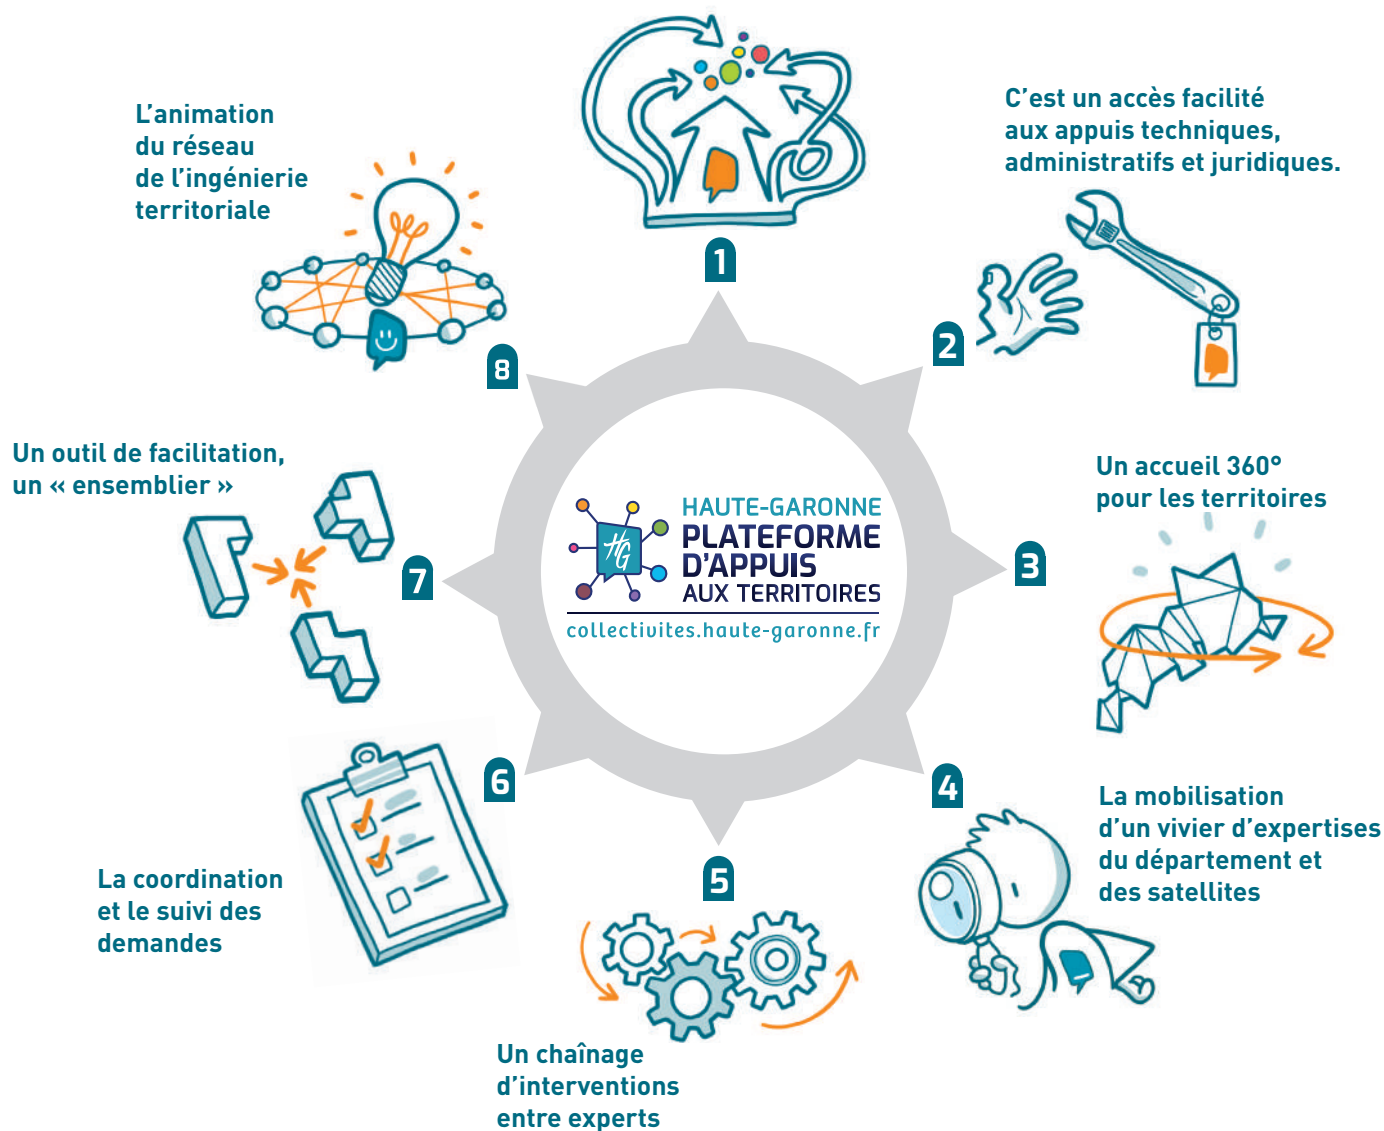 1
C'est un accès facilité
aux appuis techniques,
administratifs et juridiques.
2
Un accueil 360°
pour les territoires
3
La mobilisation
d'un vivier d'expertises
du département et
des satellites
4
5
Un chaînage
d'interventions
entre experts
6
La coordination
et le suivi des
demandes
7
Un outil de facilitation,
un « ensemblier »
8
L'animation
du réseau
de l'ingénierie
territoriale
HG
HAUTE-GARONNE
PLATEFORME
D'APPUIS
AUX TERRITOIRES
collectivites.haute-garonne.fr